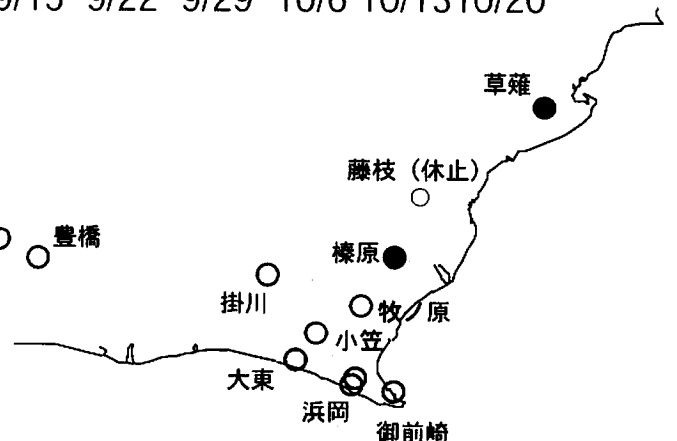 9/15 9/22 9/29 10/6 10/13 10/20
草薙
藤枝（休止）
豊橋
榛原
掛川
牧ノ原
小笠
大東
浜岡
御前崎